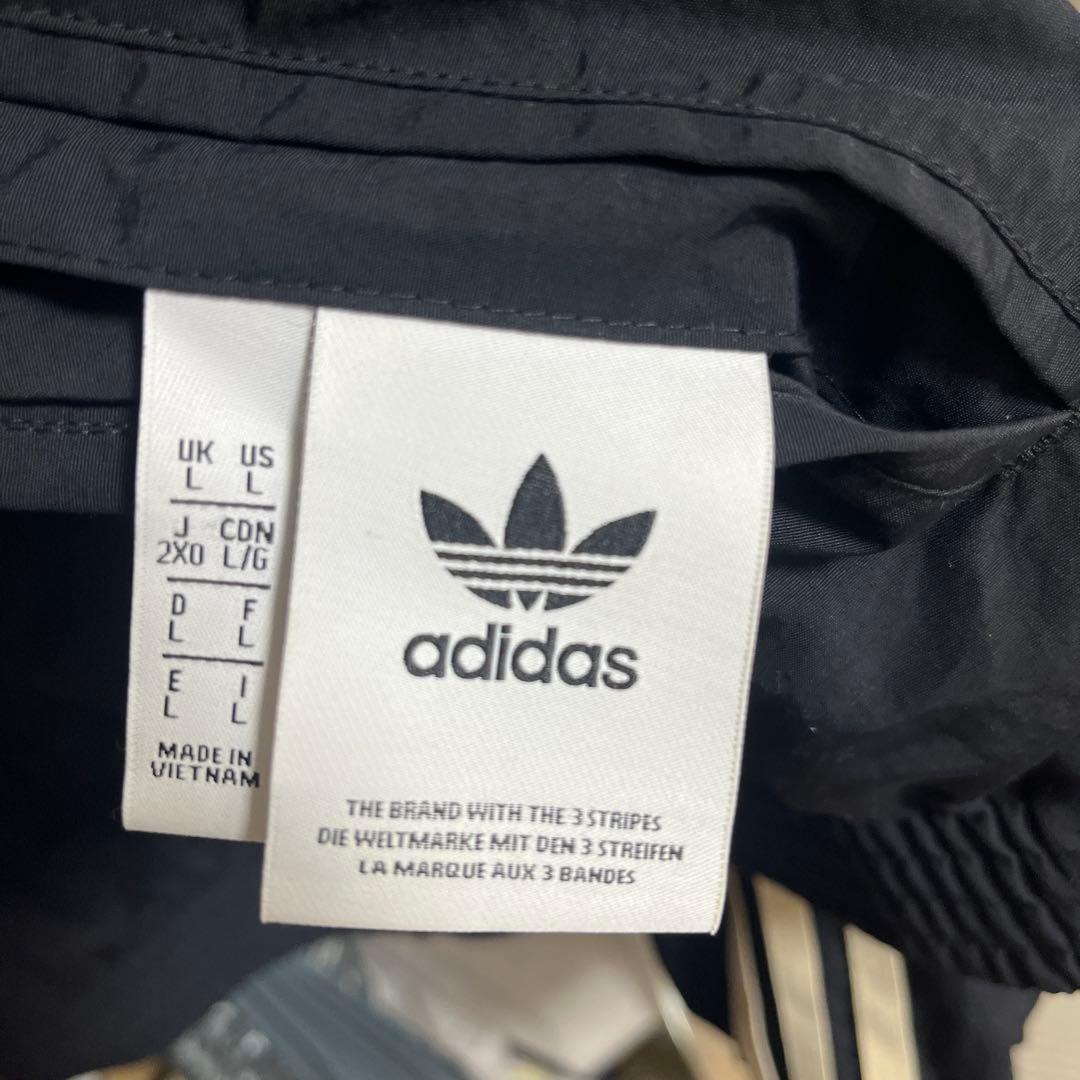 UK US
L L
J CDN
2XO L/G
D F
L L
E I
L L
MADE IN
VIETNAM
adidas
THE BRAND WITH THE 3 STRIPES
DIE WELTMARKE MIT DEN 3 STREIFEN
LA MARQUE AUX 3 BANDES